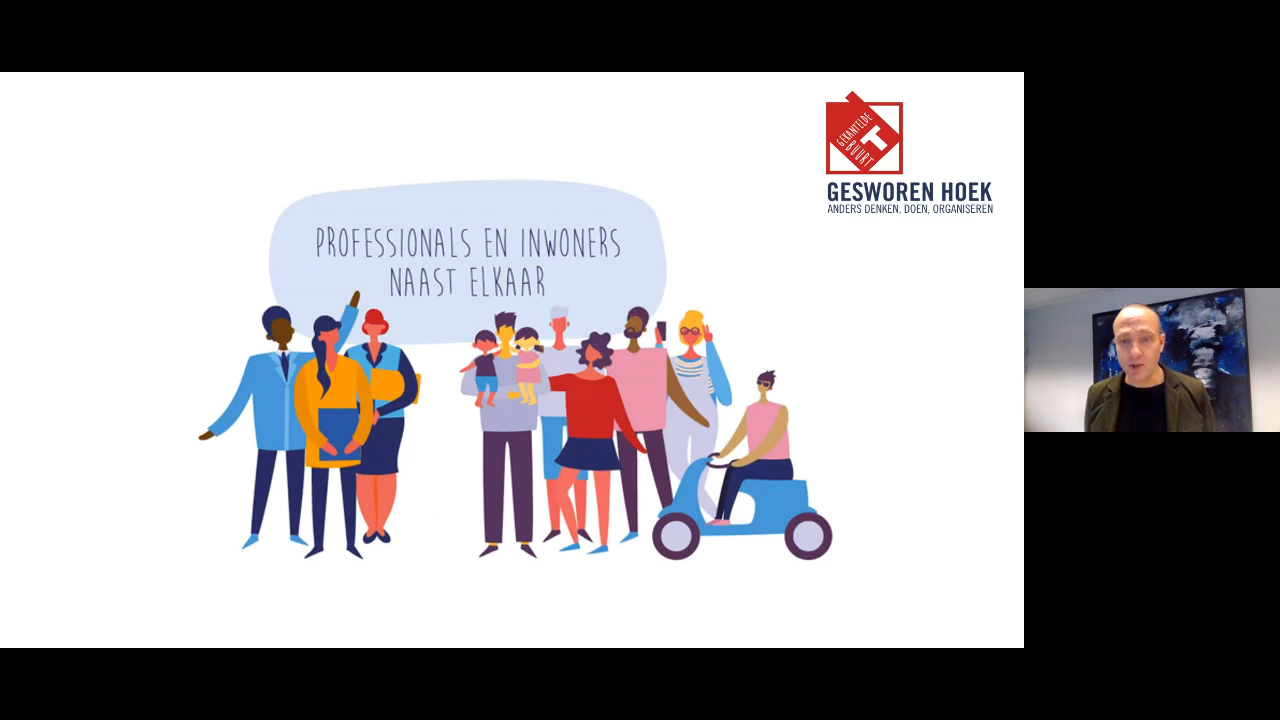 GEKANTELDE
BUURT
GESWOREN HOEK
ANDERS DENKEN, DOEN, ORGANISEREN
PROFESSIONALS EN INWONERS
NAAST ELKAAR